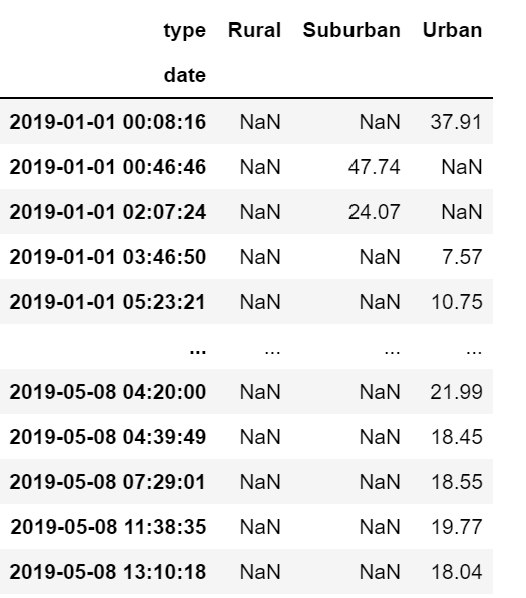 type Rural Suburban Urban
date
2019-01-01 00:08:16 NaN NaN 37.91
2019-01-01 00:46:46 NaN 47.74 NaN
2019-01-01 02:07:24 NaN 24.07 NaN
2019-01-01 03:46:50 NaN NaN 7.57
2019-01-01 05:23:21 NaN NaN 10.75
... ... ... ...
2019-05-08 04:20:00 NaN NaN 21.99
2019-05-08 04:39:49 NaN NaN 18.45
2019-05-08 07:29:01 NaN NaN 18.55
2019-05-08 11:38:35 NaN NaN 19.77
2019-05-08 13:10:18 NaN NaN 18.04